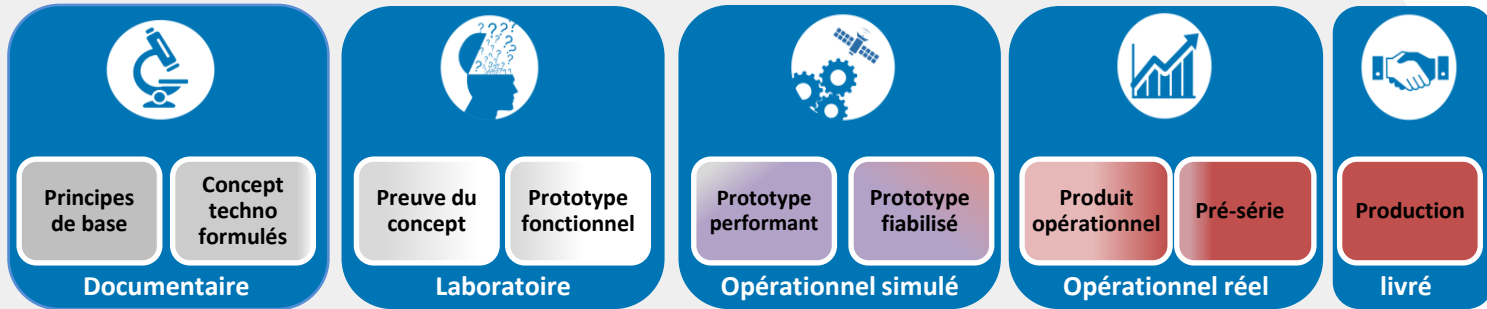 Principes
de base
Concept
techno
formulés
Preuve du
concept
Prototype
fonctionnel
Prototype
performant
Prototype
fiabilisé
Produit
opérationnel
Pré-série
Production
Documentaire
Laboratoire
Opérationnel simulé
Opérationnel réel
livré